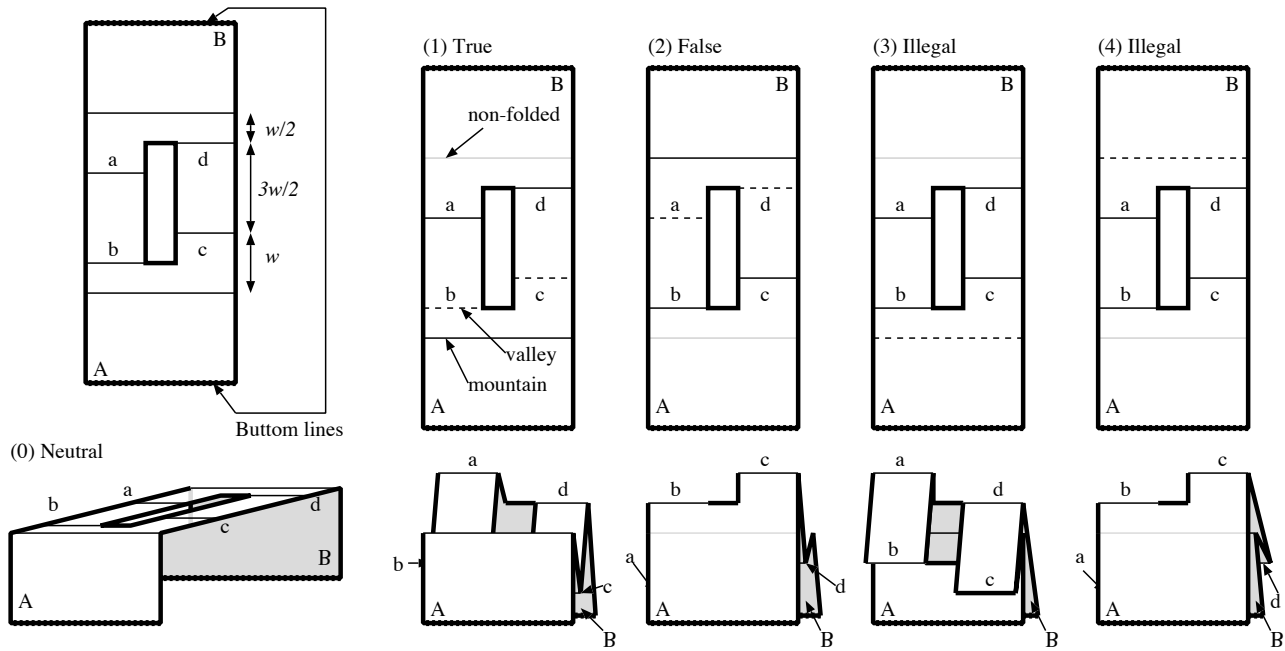 B
w/2
a
d
3w/2
b
c
w
A
Buttom lines
(0) Neutral
b
a
d
c
A
B
(1) True
B
non-folded
a
d
b
c
valley
mountain
A
a
d
b
c
A
B
(2) False
B
a
d
b
c
A
c
b
a
d
A
B
(3) Illegal
B
a
d
b
c
A
a
d
b
c
A
B
(4) Illegal
B
a
d
b
c
A
c
b
a
d
A
B